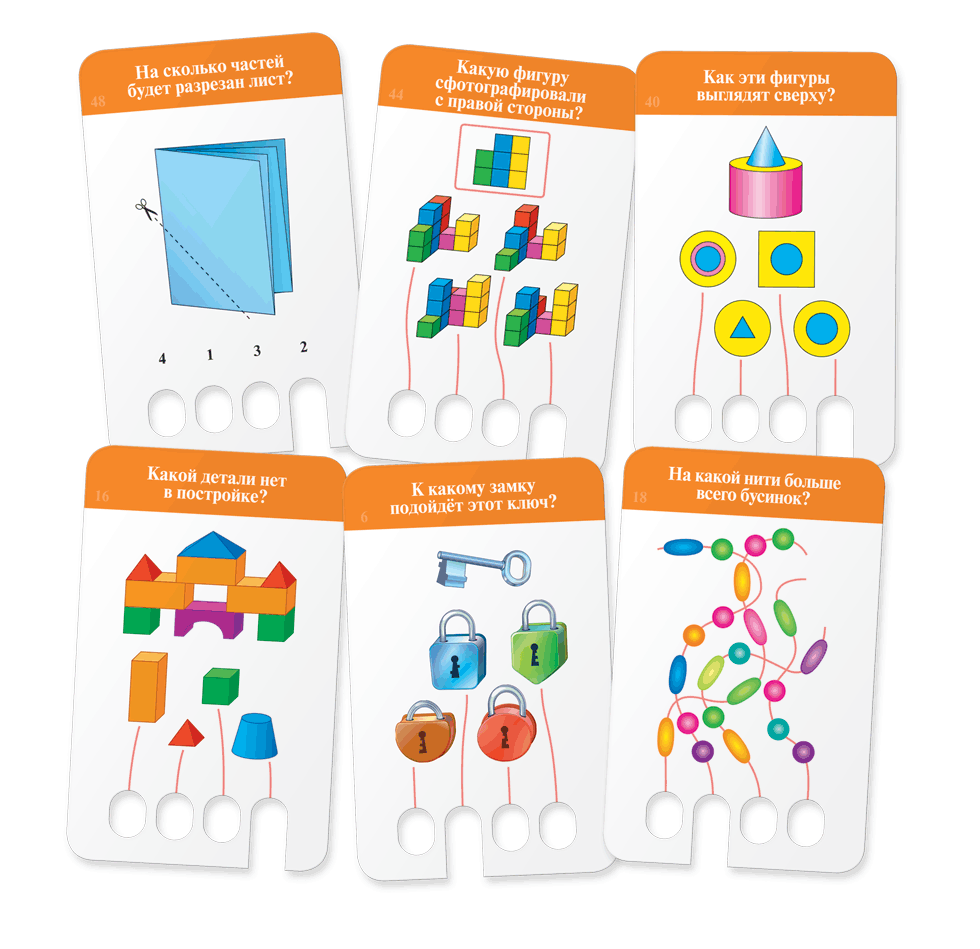 На сколько частей
будет разрезан лист?
48
4 1 3 2
Какую фигуру
сфотографировали
с правой стороны?
44
Как эти фигуры
выглядят сверху?
40
Какой детали нет
в постройке?
16
К какому замку
подойдёт этот ключ?
6
На какой нити больше
всего бусинок?
18